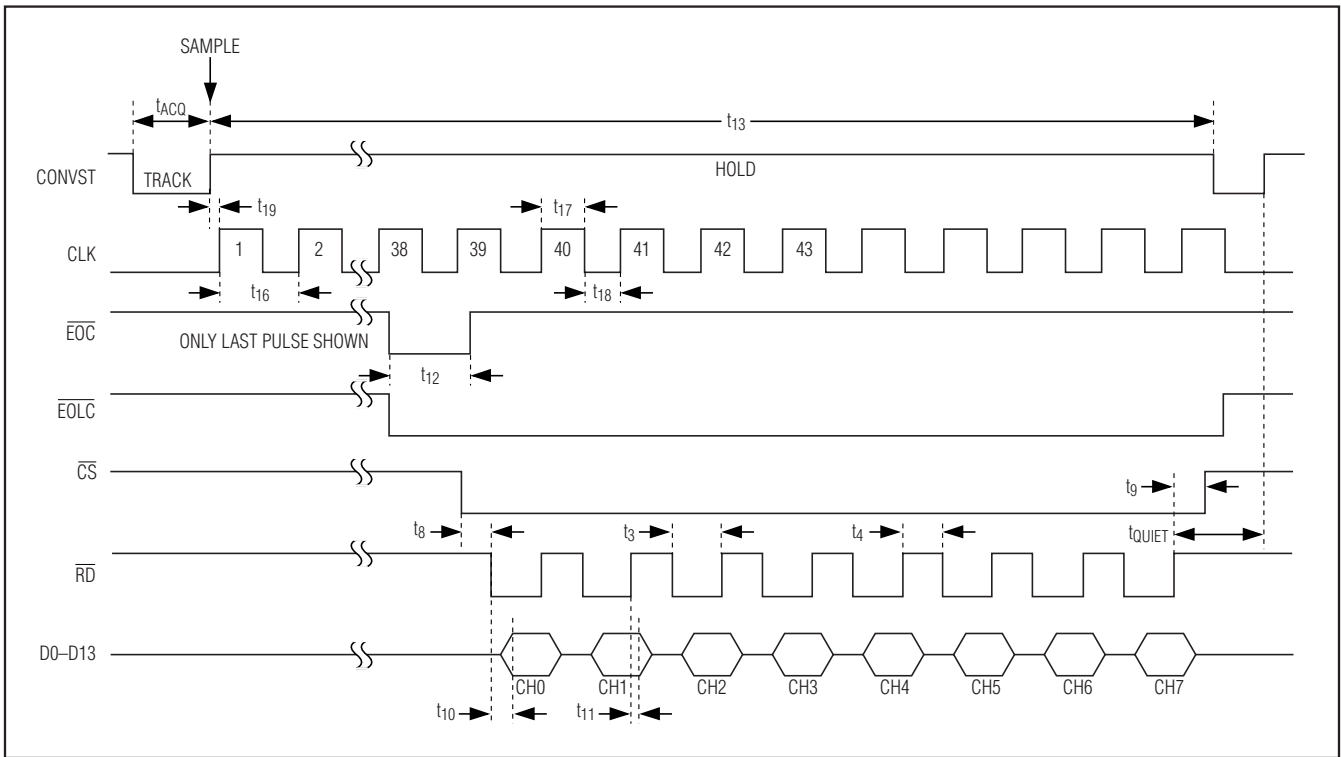 SAMPLE
tACQ
t13
CONVST
TRACK
HOLD
t19
t17
CLK
1 2 38 39 40 41 42 43
t16
t18
EOC
ONLY LAST PULSE SHOWN
t12
EOLC
CS
t9
t8
t3
t4
tQUIET
RD
D0–D13
CH0 CH1 CH2 CH3 CH4 CH5 CH6 CH7
t10
t11